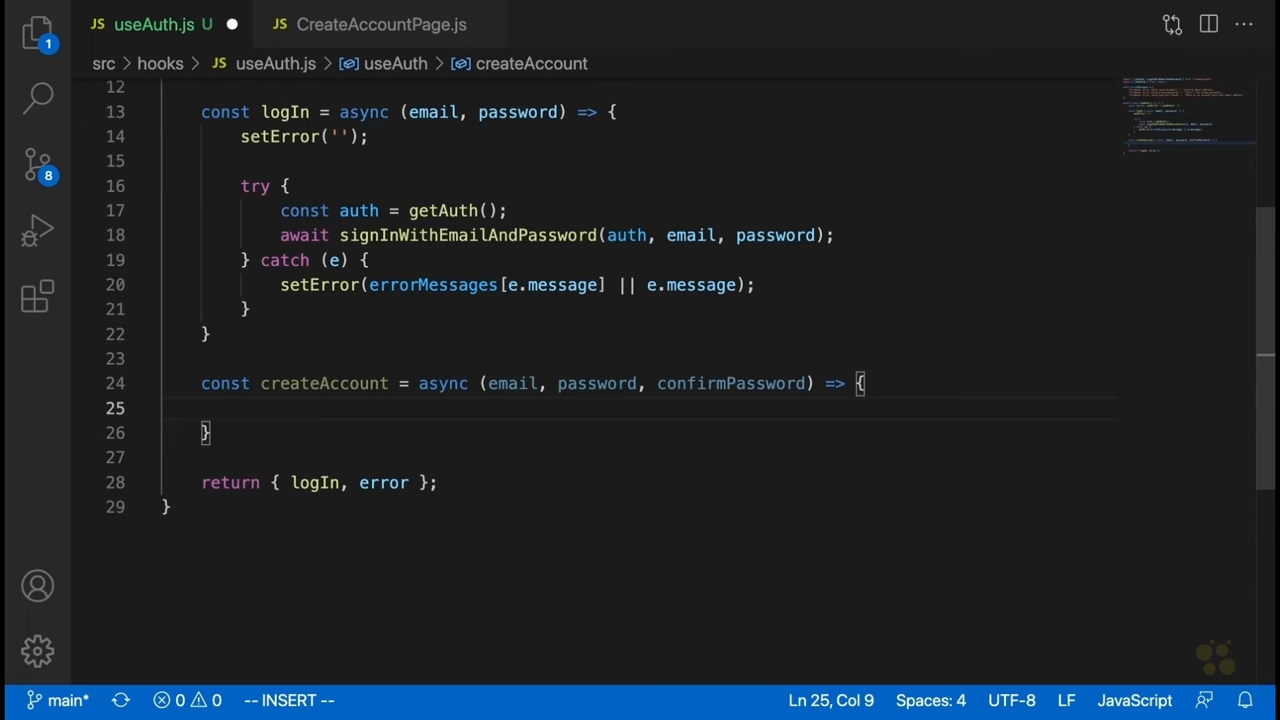 1
8
JS useAuth.js U
JS CreateAccountPage.js
src > hooks > JS useAuth.js > useAuth > createAccount
12
13 const logIn = async (email, password) => {
14 setError('');
15
16 try {
17 const auth = getAuth();
18 await signInWithEmailAndPassword(auth, email, password);
19 } catch (e) {
20 setError(errorMessages[e.message] || e.message);
21 }
22 }
23
24 const createAccount = async (email, password, confirmPassword) => {
25
26 }
27
28 return { logIn, error };
29 }
main* 0 0 -- INSERT -- Ln 25, Col 9 Spaces: 4 UTF-8 LF JavaScript